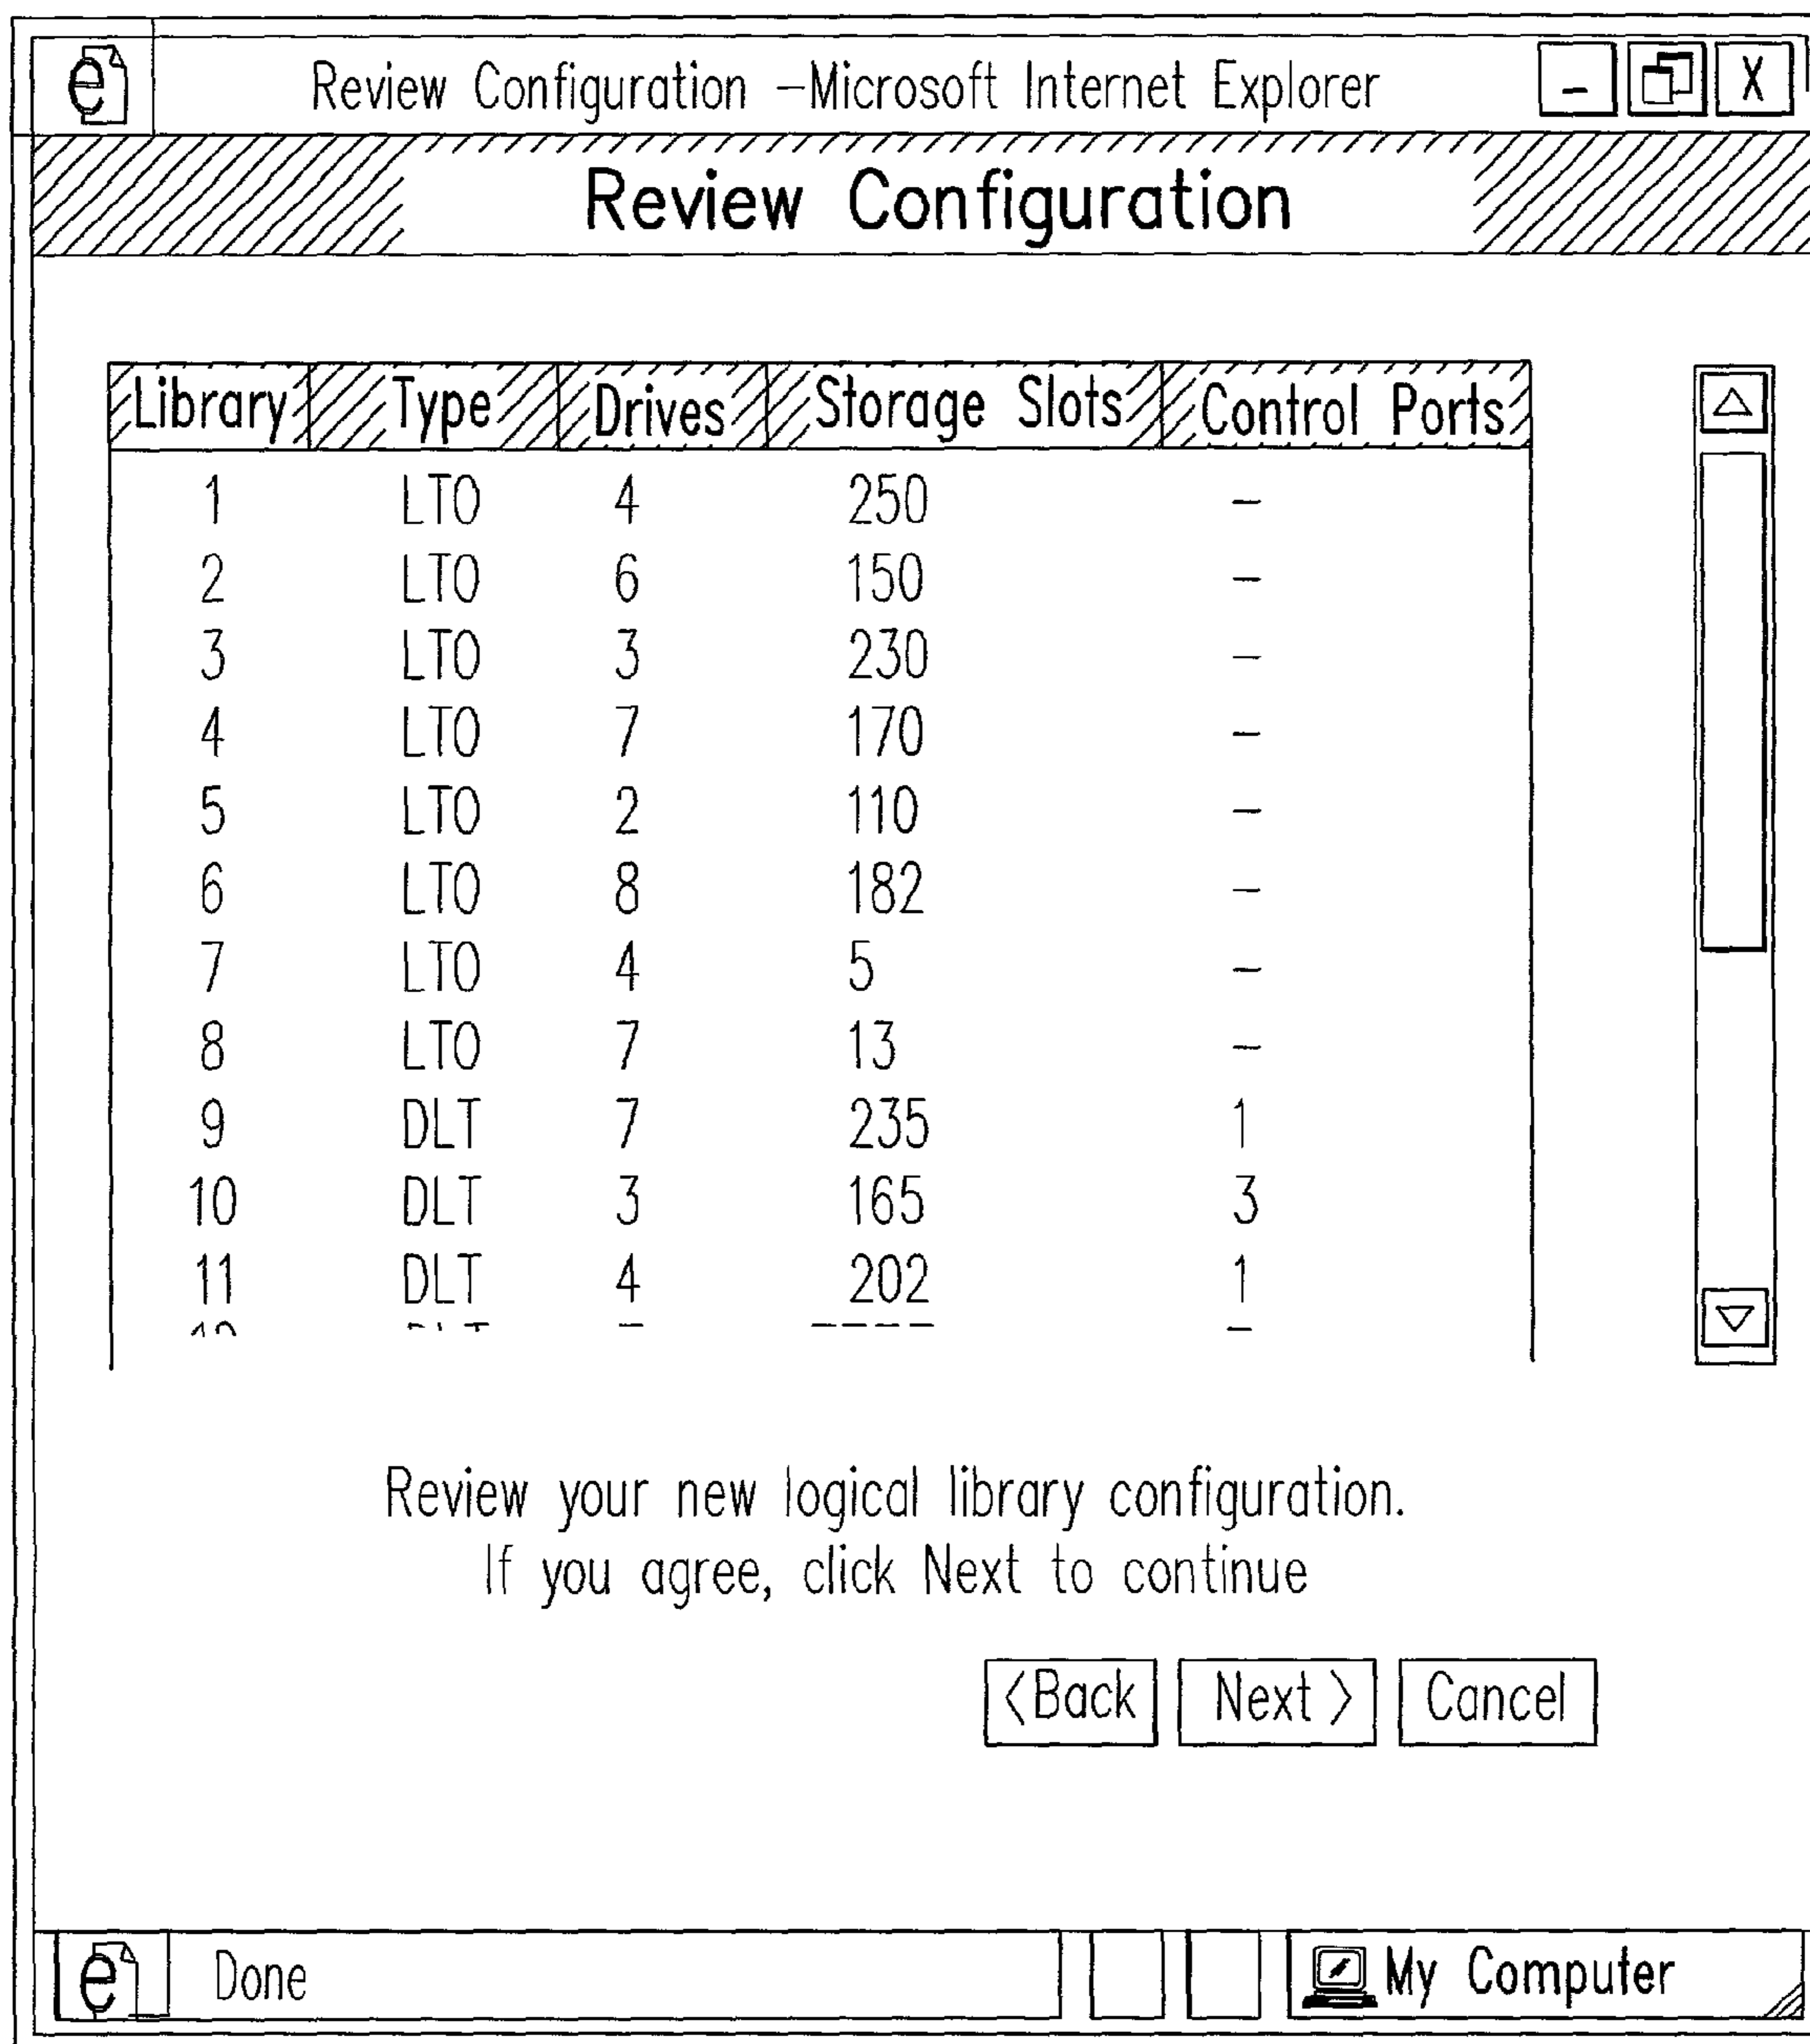 Review Configuration –Microsoft Internet Explorer
Review Configuration
Library Type Drives Storage Slots Control Ports
1 LTO 4 250 –
2 LTO 6 150 –
3 LTO 3 230 –
4 LTO 7 170 –
5 LTO 2 110 –
6 LTO 8 182 –
7 LTO 4 5 –
8 LTO 7 13 –
9 DLT 7 235 1
10 DLT 3 165 3
11 DLT 4 202 1
Review your new logical library configuration.
If you agree, click Next to continue
<Back Next > Cancel
Done My Computer